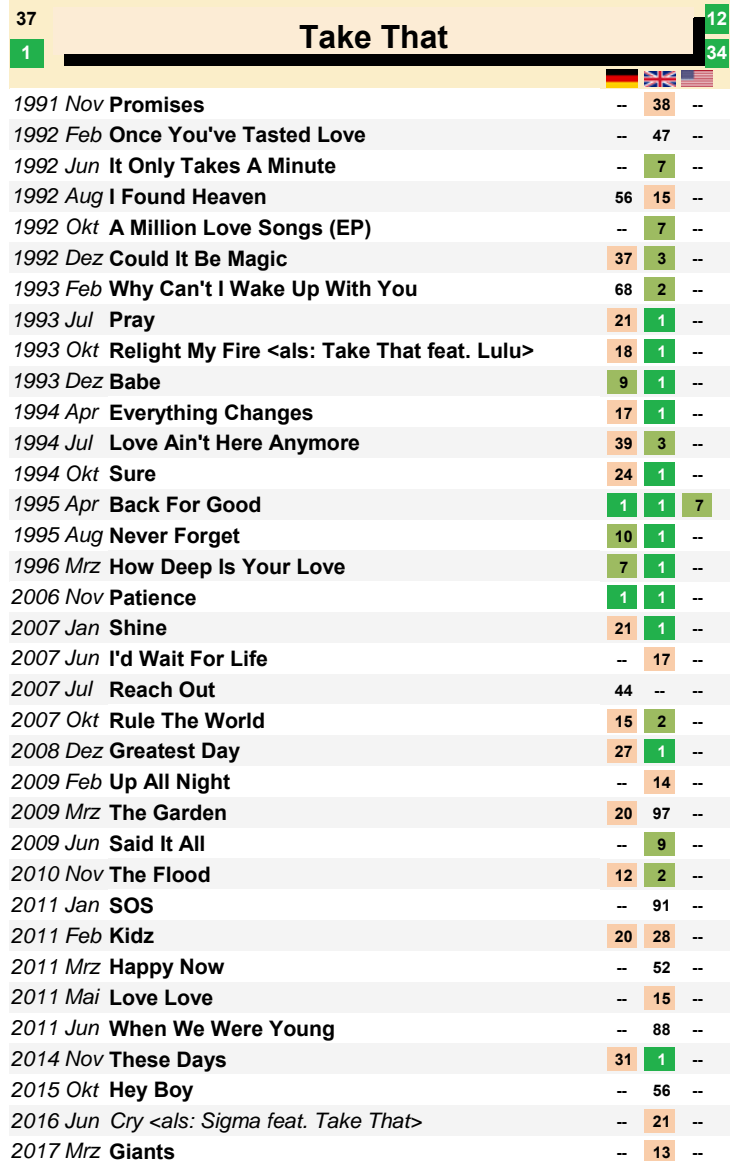 37 Take That 12
1 34
1991 Nov Promises -- 38 --
1992 Feb Once You've Tasted Love -- 47 --
1992 Jun It Only Takes A Minute -- 7 --
1992 Aug I Found Heaven 56 15 --
1992 Okt A Million Love Songs (EP) -- 7 --
1992 Dez Could It Be Magic 37 3 --
1993 Feb Why Can't I Wake Up With You 68 2 --
1993 Jul Pray 21 1 --
1993 Okt Relight My Fire <als: Take That feat. Lulu> 18 1 --
1993 Dez Babe 9 1 --
1994 Apr Everything Changes 17 1 --
1994 Jul Love Ain't Here Anymore 39 3 --
1994 Okt Sure 24 1 --
1995 Apr Back For Good 1 1 7
1995 Aug Never Forget 10 1 --
1996 Mrz How Deep Is Your Love 7 1 --
2006 Nov Patience 1 1 --
2007 Jan Shine 21 1 --
2007 Jun I'd Wait For Life -- 17 --
2007 Jul Reach Out 44 -- --
2007 Okt Rule The World 15 2 --
2008 Dez Greatest Day 27 1 --
2009 Feb Up All Night -- 14 --
2009 Mrz The Garden 20 97 --
2009 Jun Said It All -- 9 --
2010 Nov The Flood 12 2 --
2011 Jan SOS -- 91 --
2011 Feb Kidz 20 28 --
2011 Mrz Happy Now -- 52 --
2011 Mai Love Love -- 15 --
2011 Jun When We Were Young -- 88 --
2014 Nov These Days 31 1 --
2015 Okt Hey Boy -- 56 --
2016 Jun Cry <als: Sigma feat. Take That> -- 21 --
2017 Mrz Giants -- 13 --